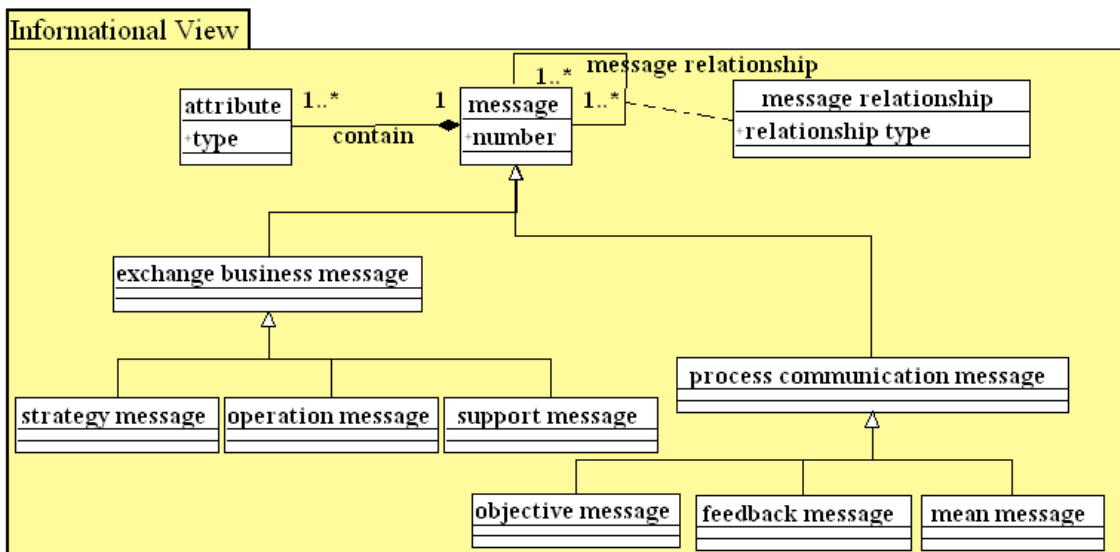 Informational View
1..* message relationship
attribute
+type
1..*
1
contain
message
+number
1..*
message relationship
+relationship type
exchange business message
process communication message
strategy message
operation message
support message
objective message
feedback message
mean message